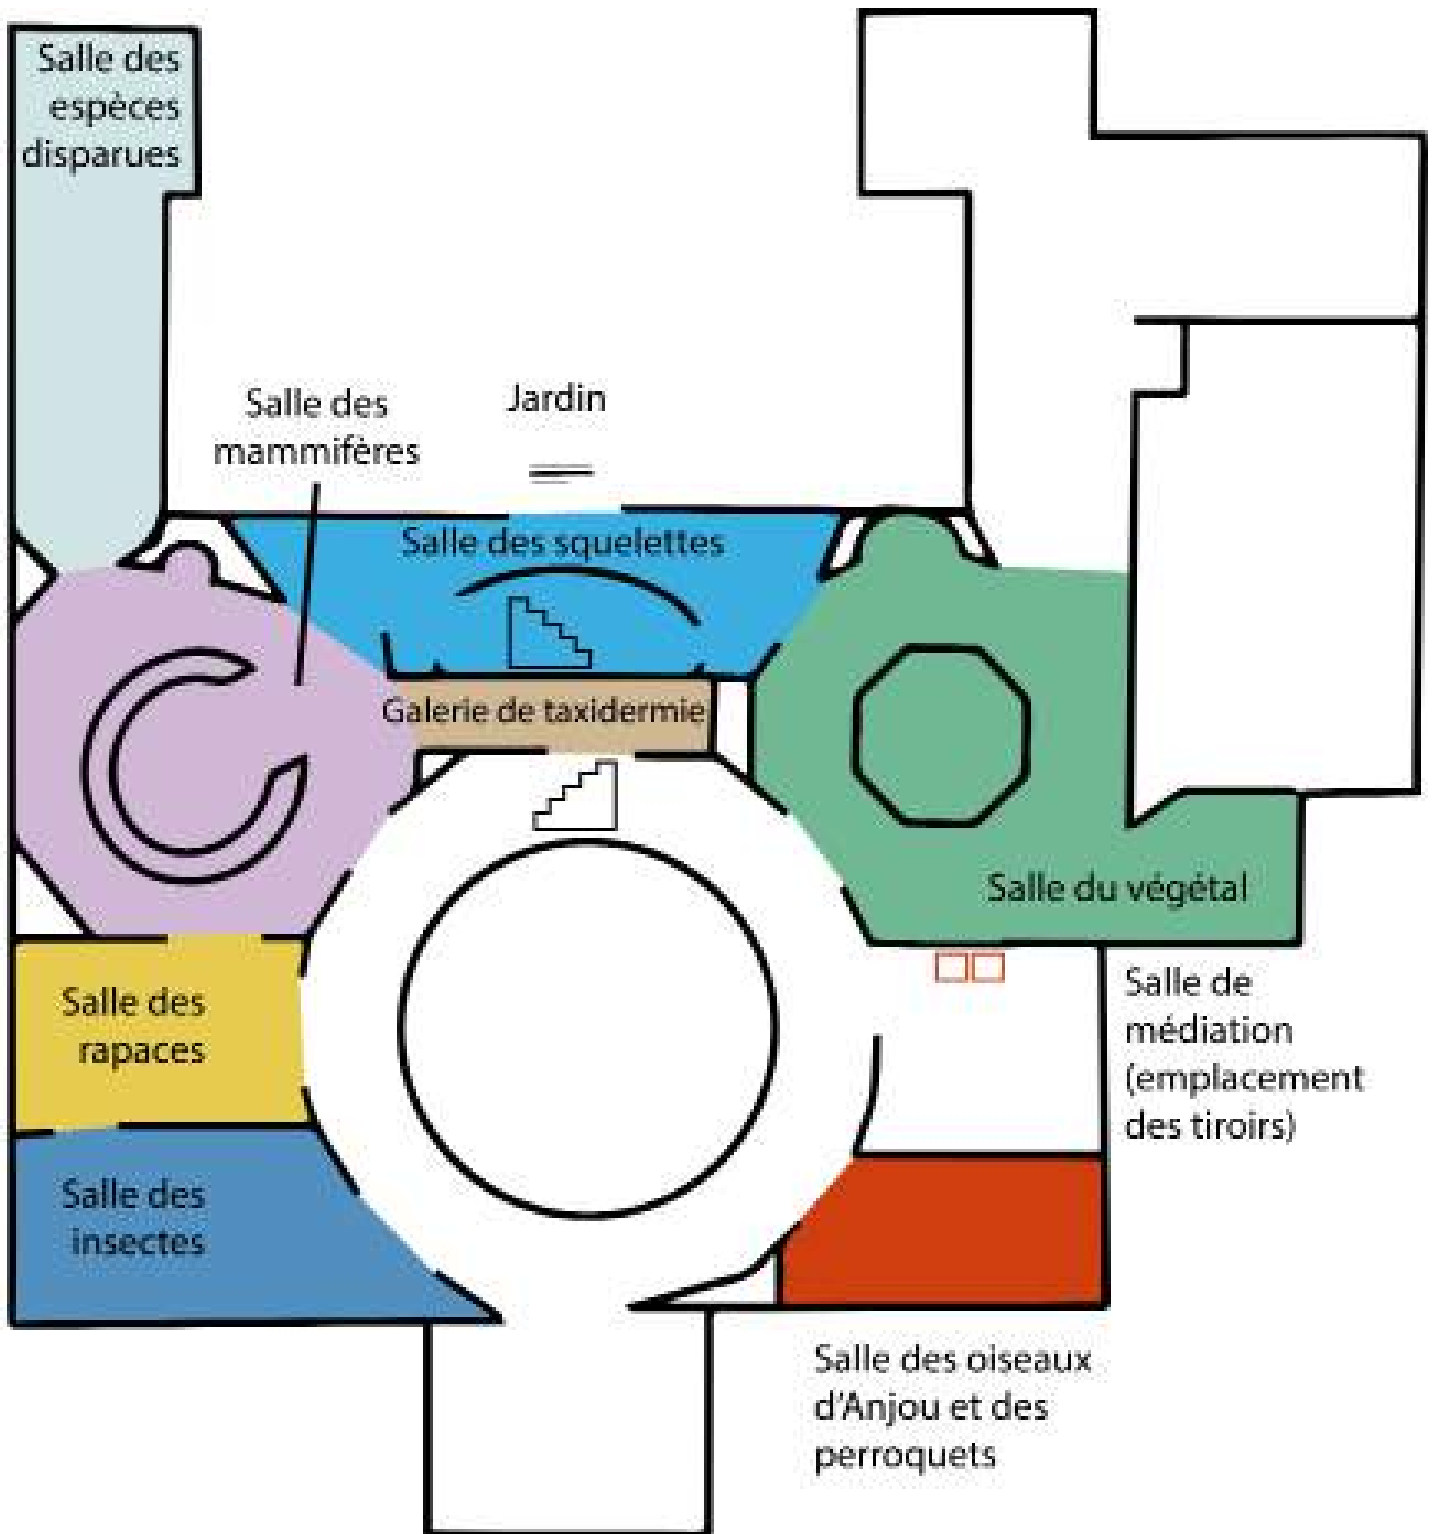 Salle des
espèces
disparues
Salle des
mammifères
Jardin
Salle des squelettes
Galerie de taxidermie
Salle du végétal
Salle des
rapaces
Salle de
médiation
(emplacement
des tiroirs)
Salle des
insectes
Salle des oiseaux
d'Anjou et des
perroquets